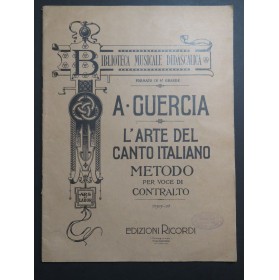 BIBLIOTECA MUSICALE DIDASCALICA
A. GUERCIA
L'ARTE DEL
CANTO ITALIANO
METODO
PER VOCE DI
CONTRALTO
EDIZIONI RICORDI